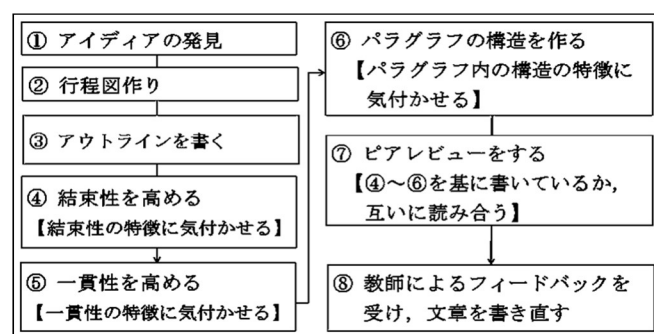 ① アイディアの発見
② 行程図作り
③ アウトラインを書く
④ 結束性を高める
【結束性の特徴に気付かせる】
⑤ 一貫性を高める
【一貫性の特徴に気付かせる】
⑥ パラグラフの構造を作る
【パラグラフ内の構造の特徴に
気付かせる】
⑦ ピアレビューをする
【④～⑥を基に書いているか,
互いに読み合う】
⑧ 教師によるフィードバックを
受け, 文章を書き直す